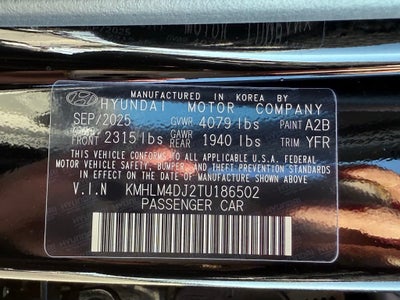 MANUFACTURED IN KOREA BY
HYUNDAI MOTOR COMPANY
SEP/2025 GVWR 4079 lbs PAINT A2B
FRONT GAWR 2315 lbs REAR GAWR 1940 lbs TRIM YFR
THIS VEHICLE CONFORMS TO ALL APPLICABLE U.S. FEDERAL
MOTOR VEHICLE SAFETY, BUMPER, AND THEFT PREVENTION STANDARDS
IN EFFECT ON THE DATE OF MANUFACTURE SHOWN ABOVE.
V.I.N KMHLM4DJ2TU186502
PASSENGER CAR